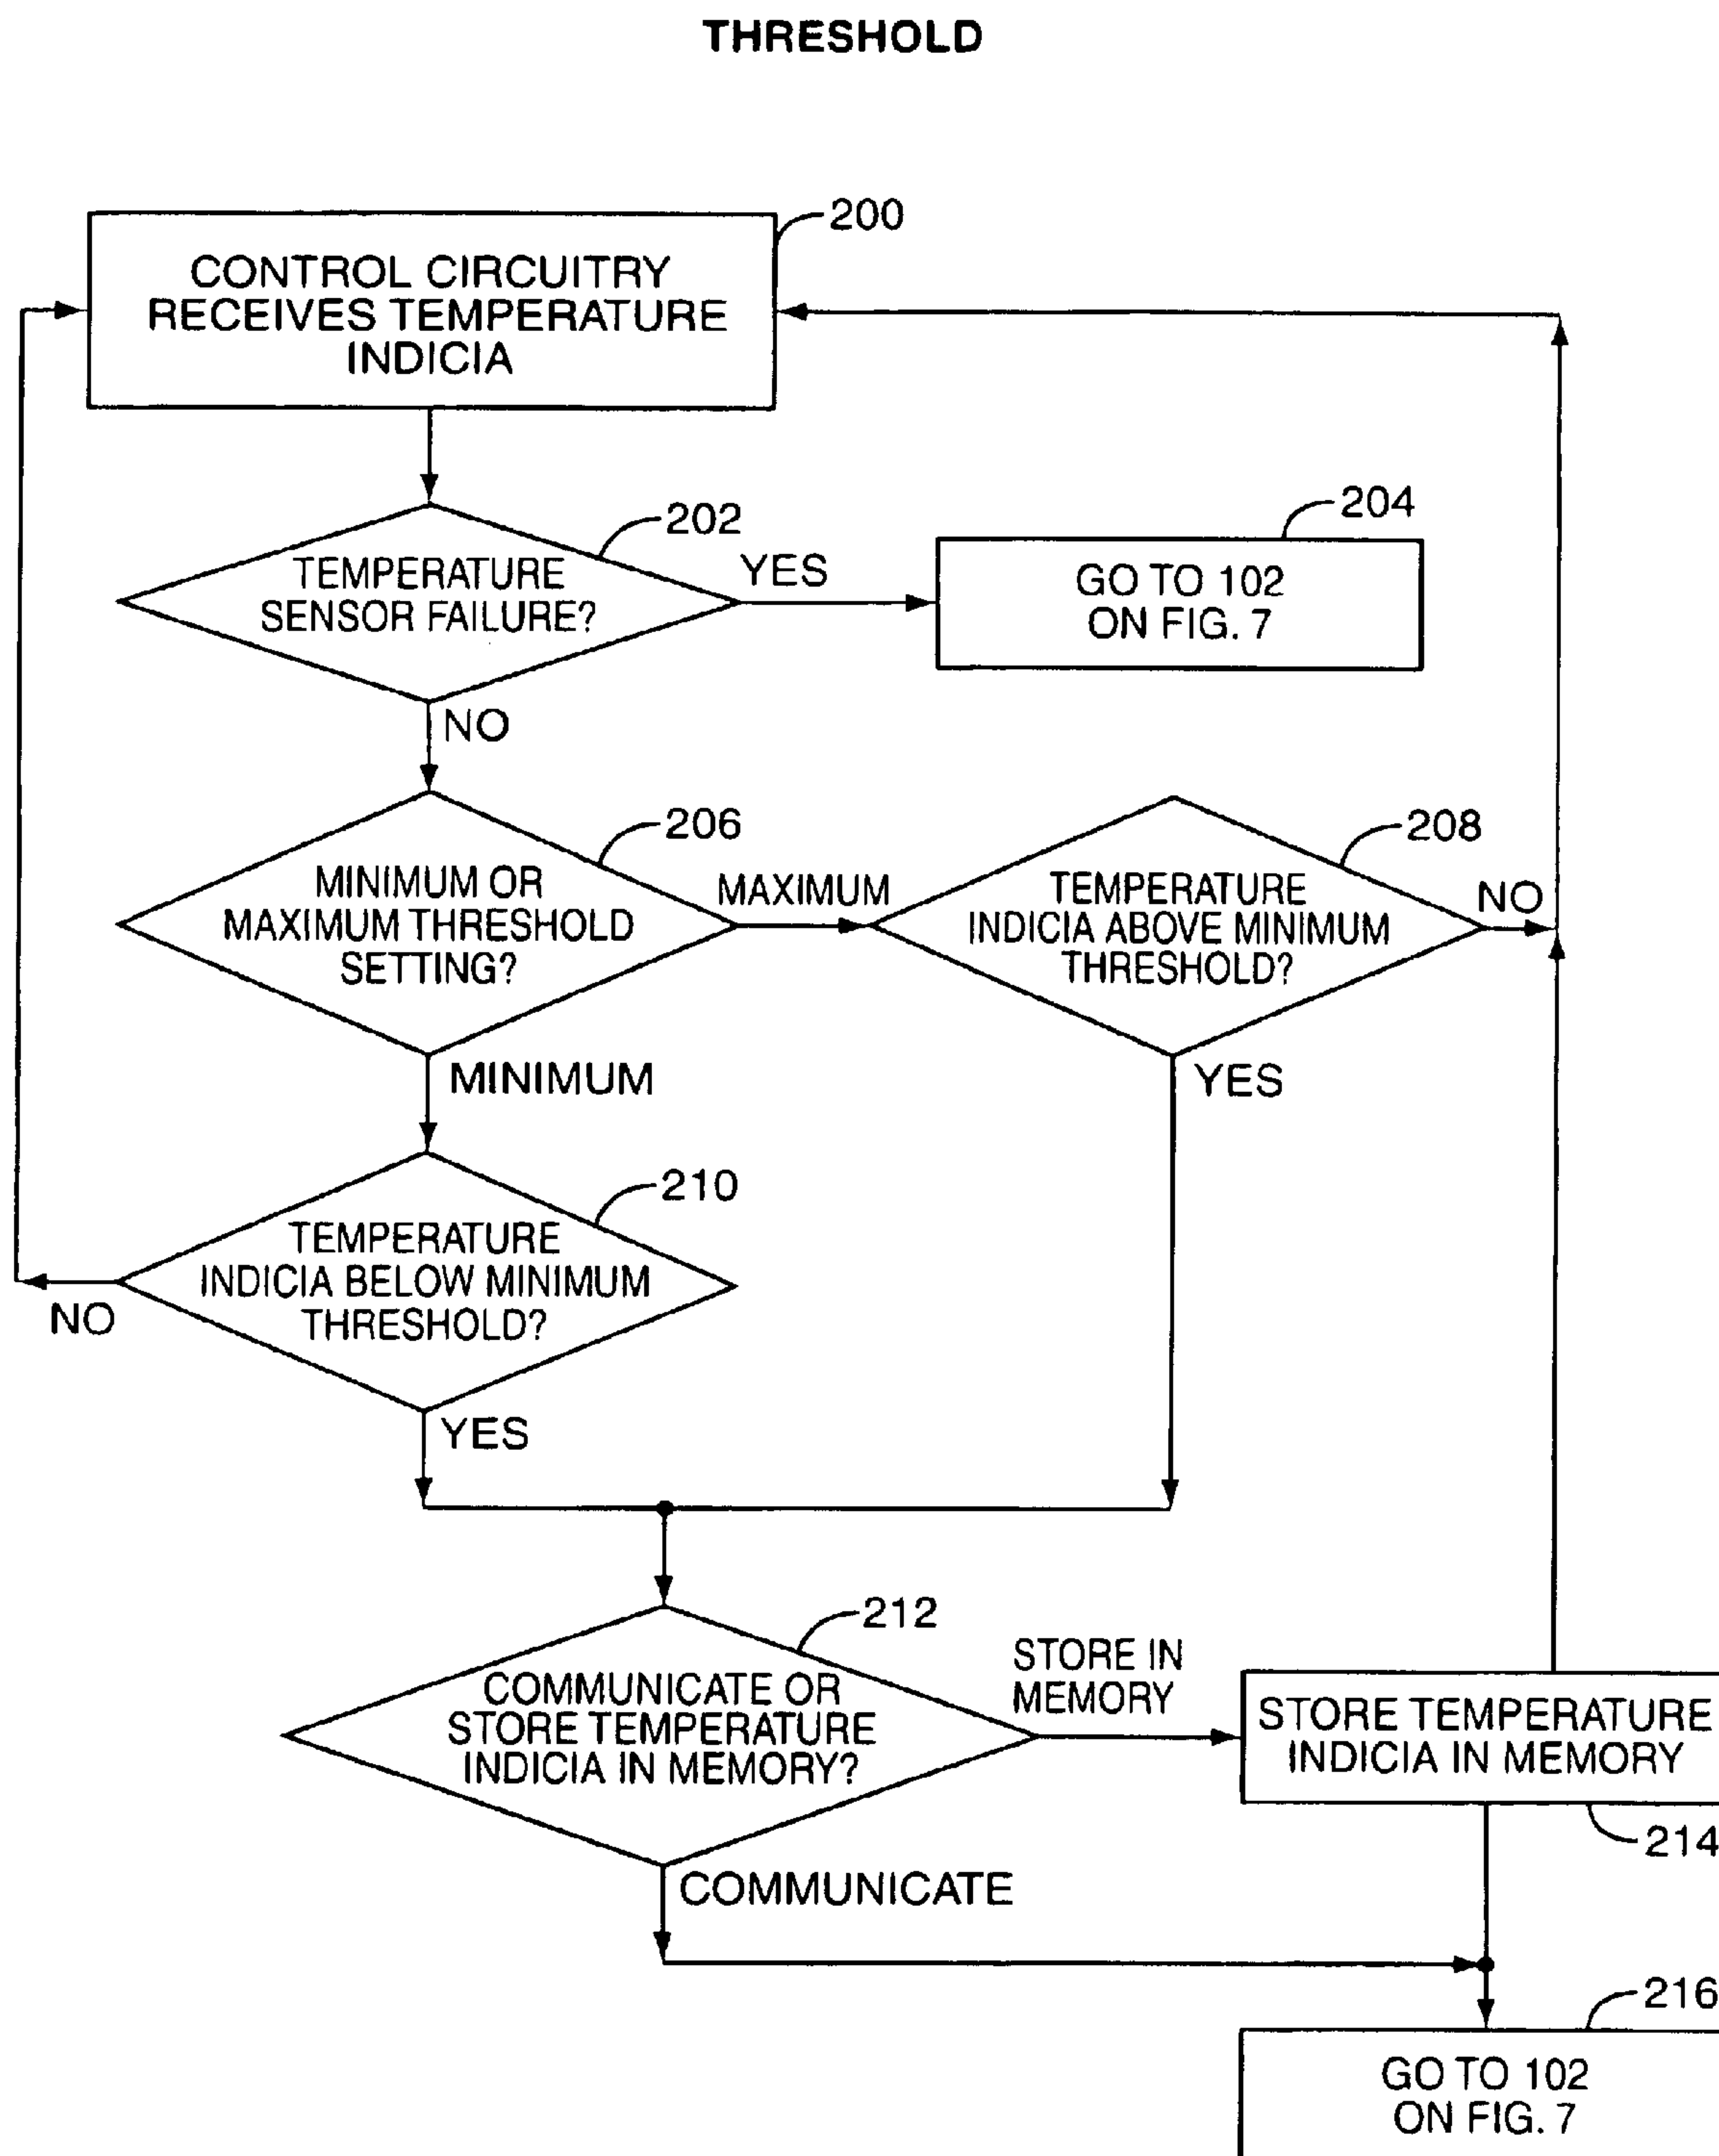 THRESHOLD
200
CONTROL CIRCUITRY
RECEIVES TEMPERATURE
INDICIA
202
TEMPERATURE
SENSOR FAILURE?
YES
204
GO TO 102
ON FIG. 7
NO
206
MINIMUM OR
MAXIMUM THRESHOLD
SETTING?
MAXIMUM
208
TEMPERATURE
INDICIA ABOVE MINIMUM
THRESHOLD?
NO
MINIMUM
YES
210
TEMPERATURE
INDICIA BELOW MINIMUM
THRESHOLD?
NO
YES
212
COMMUNICATE OR
STORE TEMPERATURE
INDICIA IN MEMORY?
STORE IN
MEMORY
STORE TEMPERATURE
INDICIA IN MEMORY
214
COMMUNICATE
216
GO TO 102
ON FIG. 7